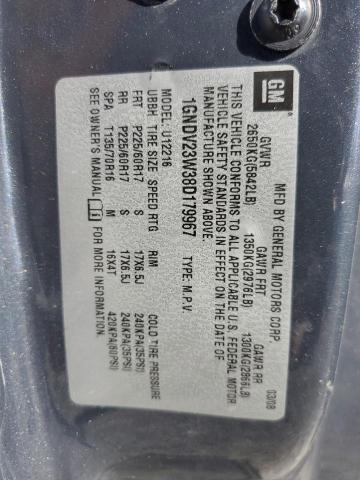 GM
MFD BY GENERAL MOTORS CORP.
03/08
GVWR GAWR FRT GAWR RR
2650KG(5842LB) 1350KG(2976LB) 1300KG(2866LB)
THIS VEHICLE CONFORMS TO ALL APPLICABLE U.S. FEDERAL MOTOR
VEHICLE SAFETY STANDARDS IN EFFECT ON THE DATE OF
MANUFACTURE SHOWN ABOVE.
1GNDV23W38D179967 TYPE: M.P.V.
MODEL: U12216
UBBH TIRE SIZE SPEED RTG RIM COLD TIRE PRESSURE
FRT P225/60R17 S 17X6.5J 240KPA(35PSI)
RR P225/60R17 S 17X6.5J 240KPA(35PSI)
SPA T135/70R16 M 16X4T 420KPA(60PSI)
SEE OWNER'S MANUAL FOR MORE INFORMATION.